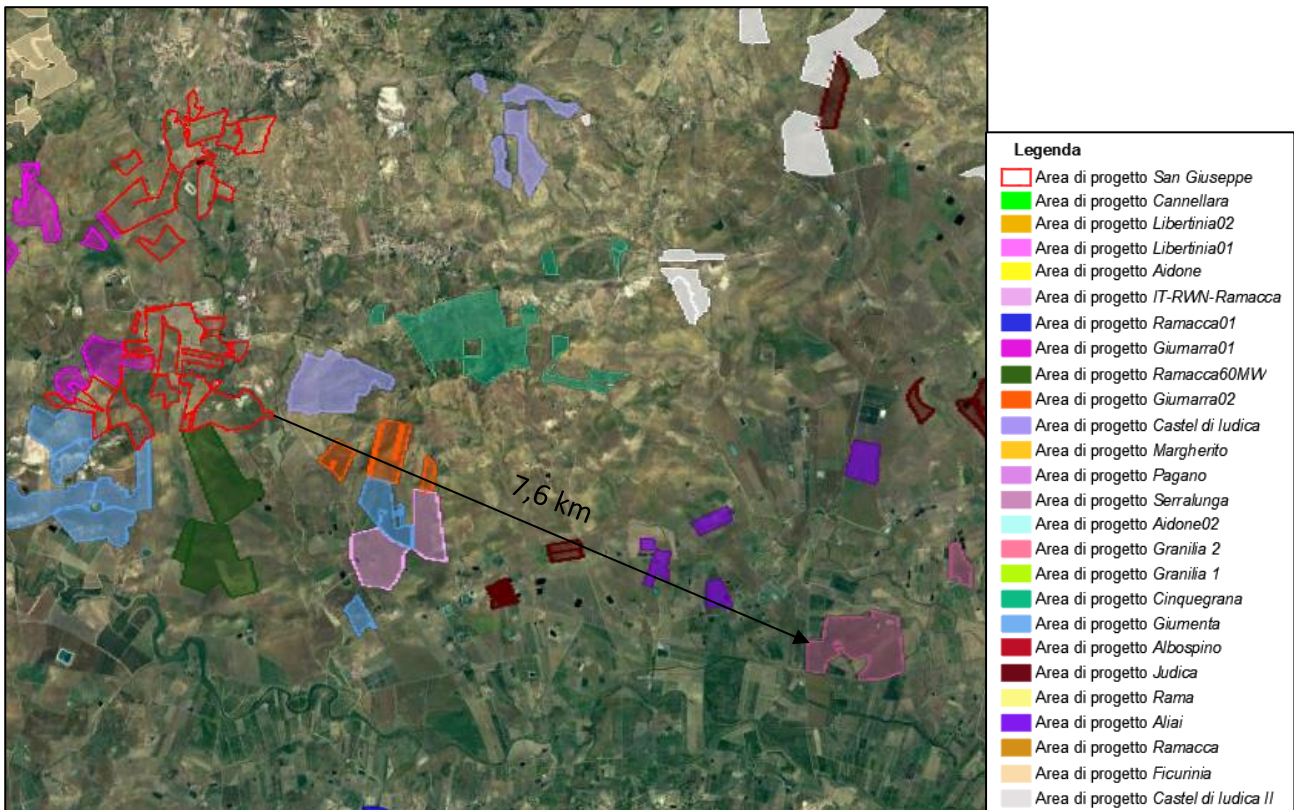 7,6 km
Legenda
Area di progetto San Giuseppe
Area di progetto Cannellara
Area di progetto Libertinia02
Area di progetto Libertinia01
Area di progetto Aidone
Area di progetto IT-RWN-Ramacca
Area di progetto Ramacca01
Area di progetto Giumarra01
Area di progetto Ramacca60MW
Area di progetto Giumarra02
Area di progetto Castel di Iudica
Area di progetto Margherito
Area di progetto Pagano
Area di progetto Serralunga
Area di progetto Aidone02
Area di progetto Granilia 2
Area di progetto Granilia 1
Area di progetto Cinquegrana
Area di progetto Giumenta
Area di progetto Albospino
Area di progetto Judica
Area di progetto Rama
Area di progetto Aliai
Area di progetto Ramacca
Area di progetto Ficurinia
Area di progetto Castel di Iudica II